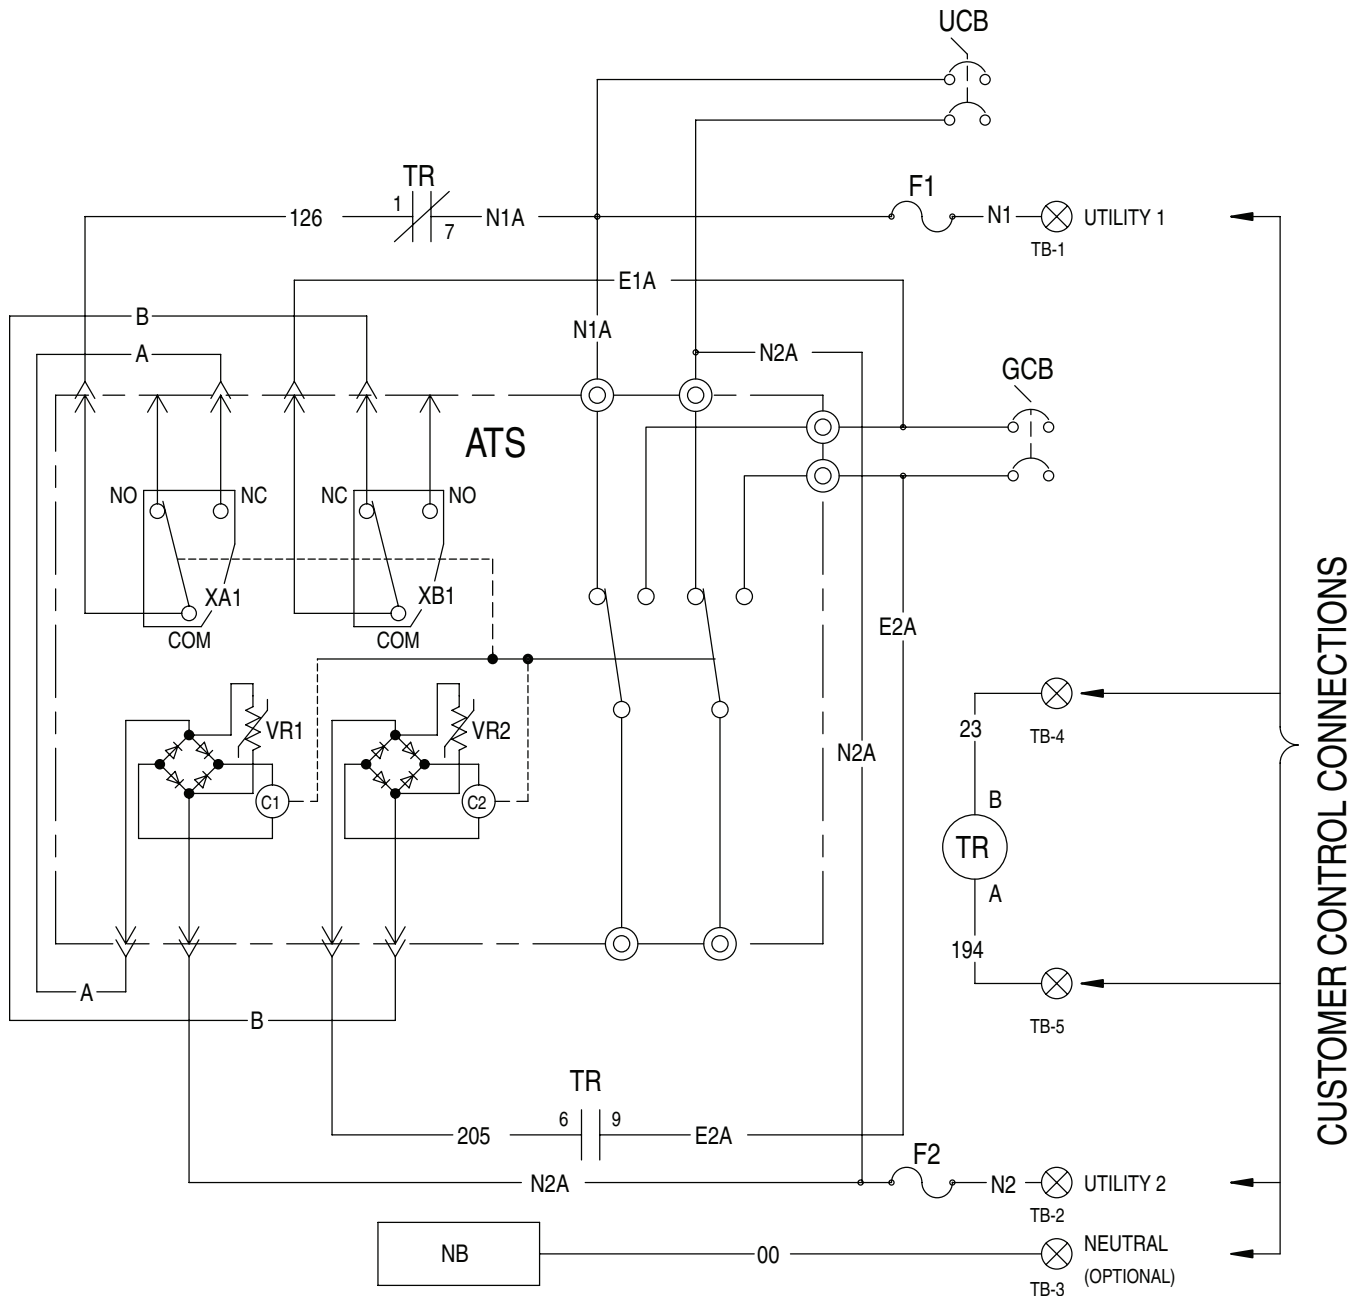 UCB
TR
1
7
126
N1A
F1
N1
UTILITY 1
TB-1
E1A
B
N1A
A
N2A
GCB
ATS
NO
NC
NC
NO
XA1
XB1
COM
COM
E2A
VR1
VR2
23
TB-4
N2A
C1
C2
B
TR
A
194
A
B
TB-5
TR
6
9
205
E2A
F2
N2A
N2
UTILITY 2
TB-2
NB
00
NEUTRAL
(OPTIONAL)
TB-3
CUSTOMER CONTROL CONNECTIONS